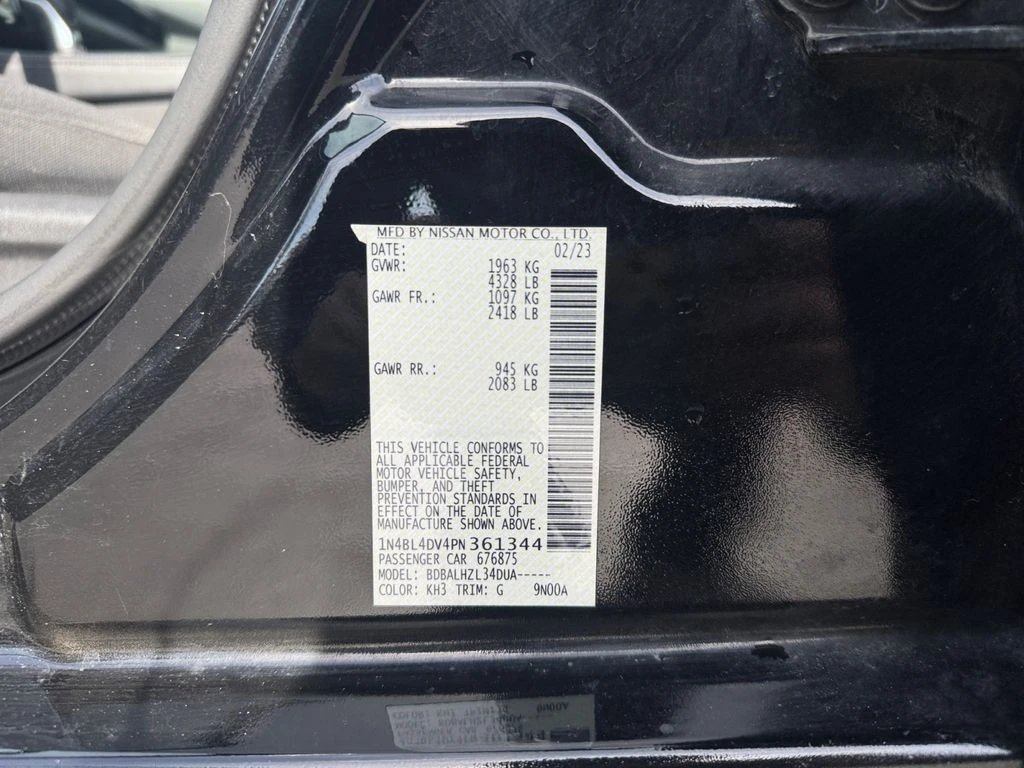 MFD BY NISSAN MOTOR CO., LTD.
DATE: 02/23
GVWR: 1963 KG
4328 LB
GAWR FR.: 1097 KG
2418 LB
GAWR RR.: 945 KG
2083 LB
THIS VEHICLE CONFORMS TO
ALL APPLICABLE FEDERAL
MOTOR VEHICLE SAFETY,
BUMPER, AND THEFT
PREVENTION STANDARDS IN
EFFECT ON THE DATE OF
MANUFACTURE SHOWN ABOVE.
1N4BL4DV4PN361344
PASSENGER CAR 676875
MODEL: BDBALHZL34DUA-----
COLOR: KH3 TRIM: G 9N00A